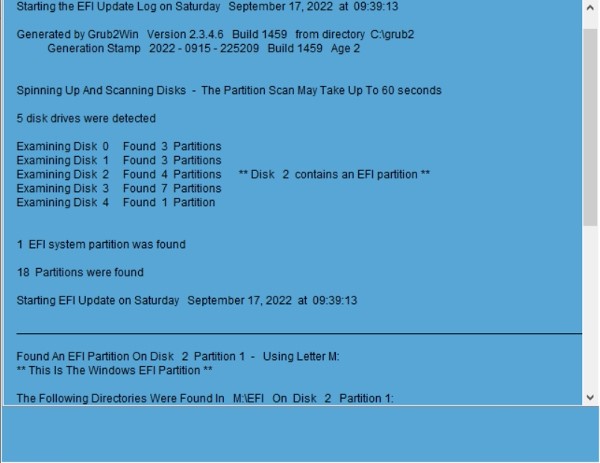 Starting the EFI Update Log on Saturday September 17, 2022 at 09:39:13
Generated by Grub2Win Version 2.3.4.6 Build 1459 from directory C:\grub2
Generation Stamp 2022 - 0915 - 225209 Build 1459 Age 2
Spinning Up And Scanning Disks - The Partition Scan May Take Up To 60 seconds
5 disk drives were detected
Examining Disk 0 Found 3 Partitions
Examining Disk 1 Found 3 Partitions
Examining Disk 2 Found 4 Partitions ** Disk 2 contains an EFI partition **
Examining Disk 3 Found 7 Partitions
Examining Disk 4 Found 1 Partition
1 EFI system partition was found
18 Partitions were found
Starting EFI Update on Saturday September 17, 2022 at 09:39:13
Found An EFI Partition On Disk 2 Partition 1 - Using Letter M:
** This Is The Windows EFI Partition **
The Following Directories Were Found In M:\EFI On Disk 2 Partition 1: